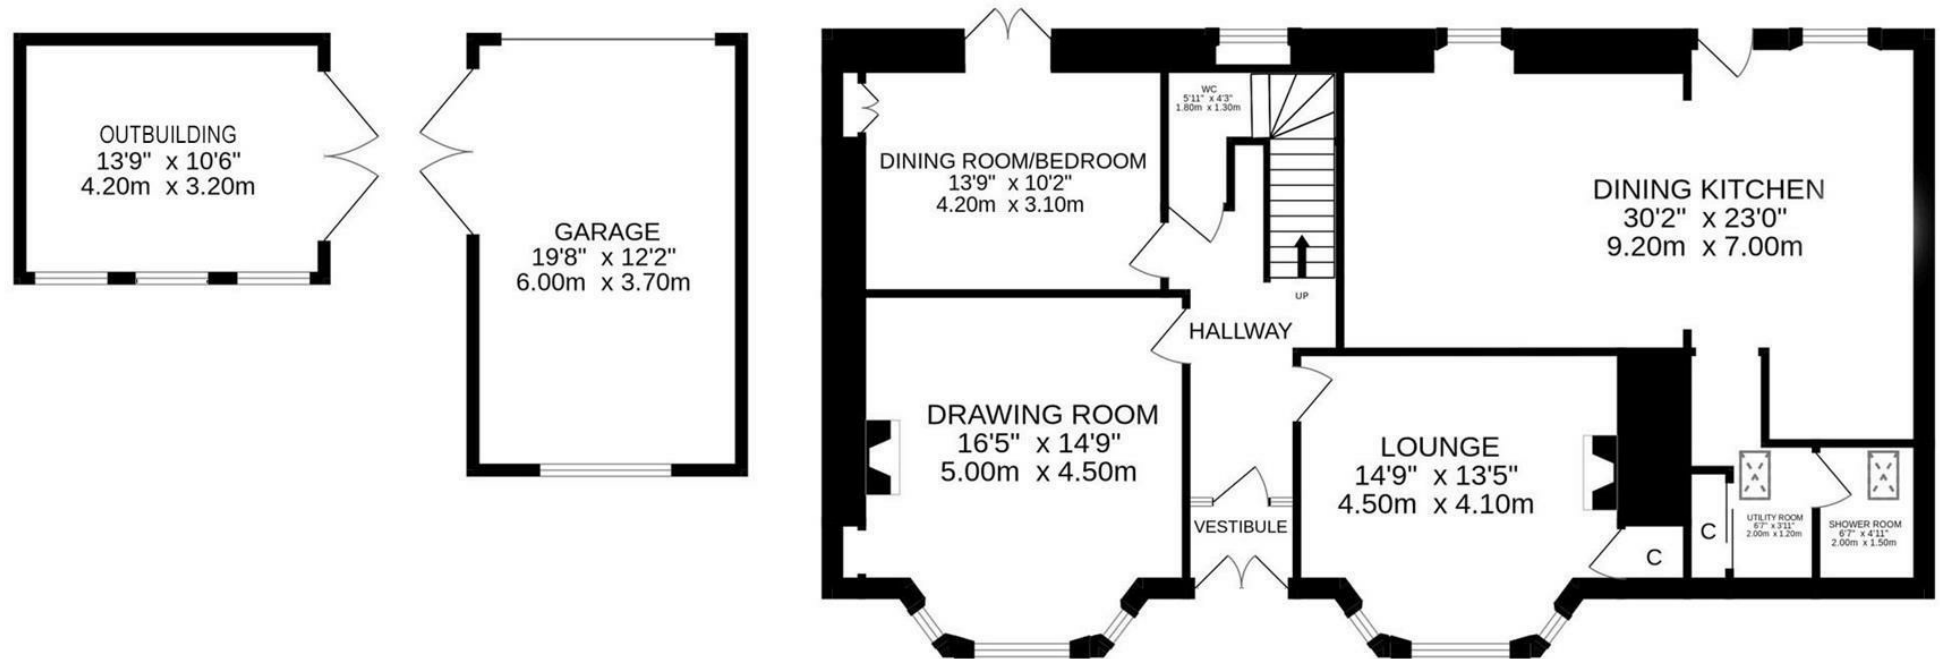 OUTBUILDING
13'9" x 10'6"
4.20m x 3.20m
GARAGE
19'8" x 12'2"
6.00m x 3.70m
WC
5'11" x 4'3"
1.80m x 1.30m
DINING ROOM/BEDROOM
13'9" x 10'2"
4.20m x 3.10m
DINING KITCHEN
30'2" x 23'0"
9.20m x 7.00m
UP
HALLWAY
DRAWING ROOM
16'5" x 14'9"
5.00m x 4.50m
LOUNGE
14'9" x 13'5"
4.50m x 4.10m
VESTIBULE
C
C
UTILITY ROOM
6'7" x 3'11"
2.00m x 1.20m
SHOWER ROOM
6'7" x 4'11"
2.00m x 1.50m